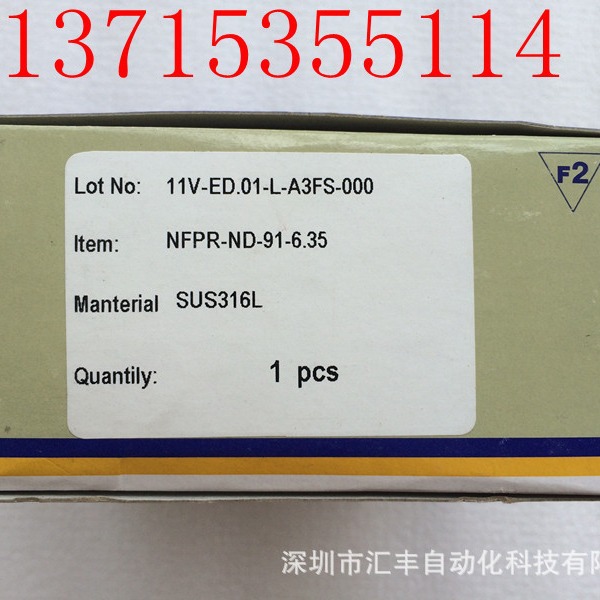 13715355114
F2
Lot No: 11V-ED.01-L-A3FS-000
Item: NFPR-ND-91-6.35
Manterial SUS316L
Quantily: 1 pcs
深圳市汇丰自动化科技有限